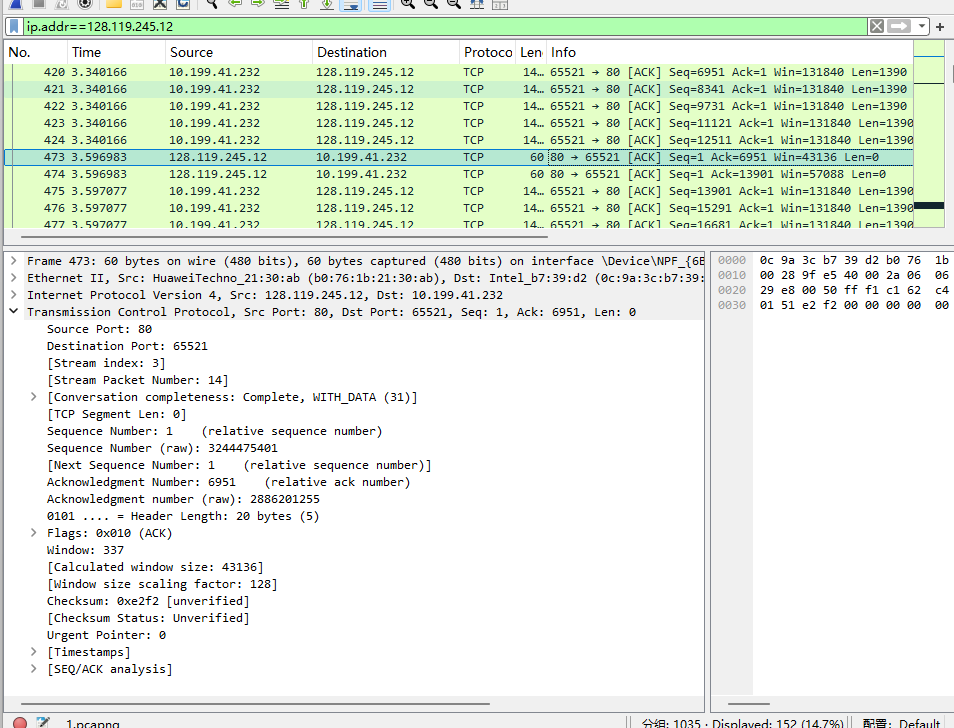 ip.addr==128.119.245.12
No. Time Source Destination Protoco Len Info
420 3.340166 10.199.41.232 128.119.245.12 TCP 14… 65521 → 80 [ACK] Seq=6951 Ack=1 Win=131840 Len=1390
421 3.340166 10.199.41.232 128.119.245.12 TCP 14… 65521 → 80 [ACK] Seq=8341 Ack=1 Win=131840 Len=1390
422 3.340166 10.199.41.232 128.119.245.12 TCP 14… 65521 → 80 [ACK] Seq=9731 Ack=1 Win=131840 Len=1390
423 3.340166 10.199.41.232 128.119.245.12 TCP 14… 65521 → 80 [ACK] Seq=11121 Ack=1 Win=131840 Len=1390
424 3.340166 10.199.41.232 128.119.245.12 TCP 14… 65521 → 80 [ACK] Seq=12511 Ack=1 Win=131840 Len=1390
473 3.596983 128.119.245.12 10.199.41.232 TCP 60 80 → 65521 [ACK] Seq=1 Ack=6951 Win=43136 Len=0
474 3.596983 128.119.245.12 10.199.41.232 TCP 60 80 → 65521 [ACK] Seq=1 Ack=13901 Win=57088 Len=0
475 3.597077 10.199.41.232 128.119.245.12 TCP 14… 65521 → 80 [ACK] Seq=13901 Ack=1 Win=131840 Len=1390
476 3.597077 10.199.41.232 128.119.245.12 TCP 14… 65521 → 80 [ACK] Seq=15291 Ack=1 Win=131840 Len=1390
477 3.597077 10.199.41.232 128.119.245.12 TCP 14… 65521 → 80 [ACK] Seq=16681 Ack=1 Win=131840 Len=1390
Frame 473: 60 bytes on wire (480 bits), 60 bytes captured (480 bits) on interface \Device\NPF_{6E
Ethernet II, Src: HuaweiTechno_21:30:ab (b0:76:1b:21:30:ab), Dst: Intel_b7:39:d2 (0c:9a:3c:b7:39:
Internet Protocol Version 4, Src: 128.119.245.12, Dst: 10.199.41.232
Transmission Control Protocol, Src Port: 80, Dst Port: 65521, Seq: 1, Ack: 6951, Len: 0
Source Port: 80
Destination Port: 65521
[Stream index: 3]
[Stream Packet Number: 14]
[Conversation completeness: Complete, WITH_DATA (31)]
[TCP Segment Len: 0]
Sequence Number: 1 (relative sequence number)
Sequence Number (raw): 3244475401
[Next Sequence Number: 1 (relative sequence number)]
Acknowledgment Number: 6951 (relative ack number)
Acknowledgment number (raw): 2886201255
0101 .... = Header Length: 20 bytes (5)
Flags: 0x010 (ACK)
Window: 337
[Calculated window size: 43136]
[Window size scaling factor: 128]
Checksum: 0xe2f2 [unverified]
[Checksum Status: Unverified]
Urgent Pointer: 0
[Timestamps]
[SEQ/ACK analysis]
0000 0c 9a 3c b7 39 d2 b0 76 1b
0010 00 28 9f e5 40 00 2a 06 06
0020 29 e8 00 50 ff f1 c1 62 c4
0030 01 51 e2 f2 00 00 00 00 00
1.pcapng
分组: 1035 · Displayed: 152 (14.7%)
配置: Default